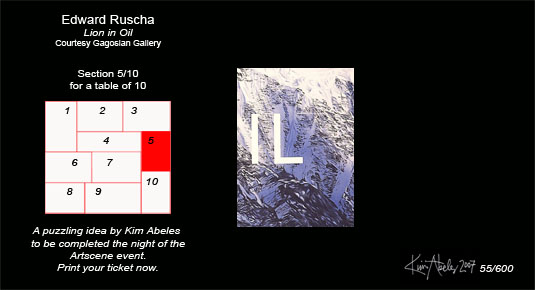 Edward Ruscha
Lion in Oil
Courtesy Gagosian Gallery
Section 5/10
for a table of 10
1 2 3
4 5
6 7
10
8 9
A puzzling idea by Kim Abeles
to be completed the night of the
Artscene event.
Print your ticket now.
IL
Kim Abeles 2007 55/600